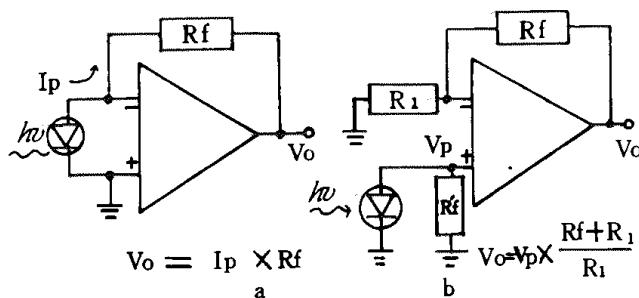 Rf
Ip
hν
−
+
Vo
Vo = Ip × Rf
a
Rf
R1
−
Vp
+
Vo
hν
Rf
Vo=Vp× Rf+R1
R1
b